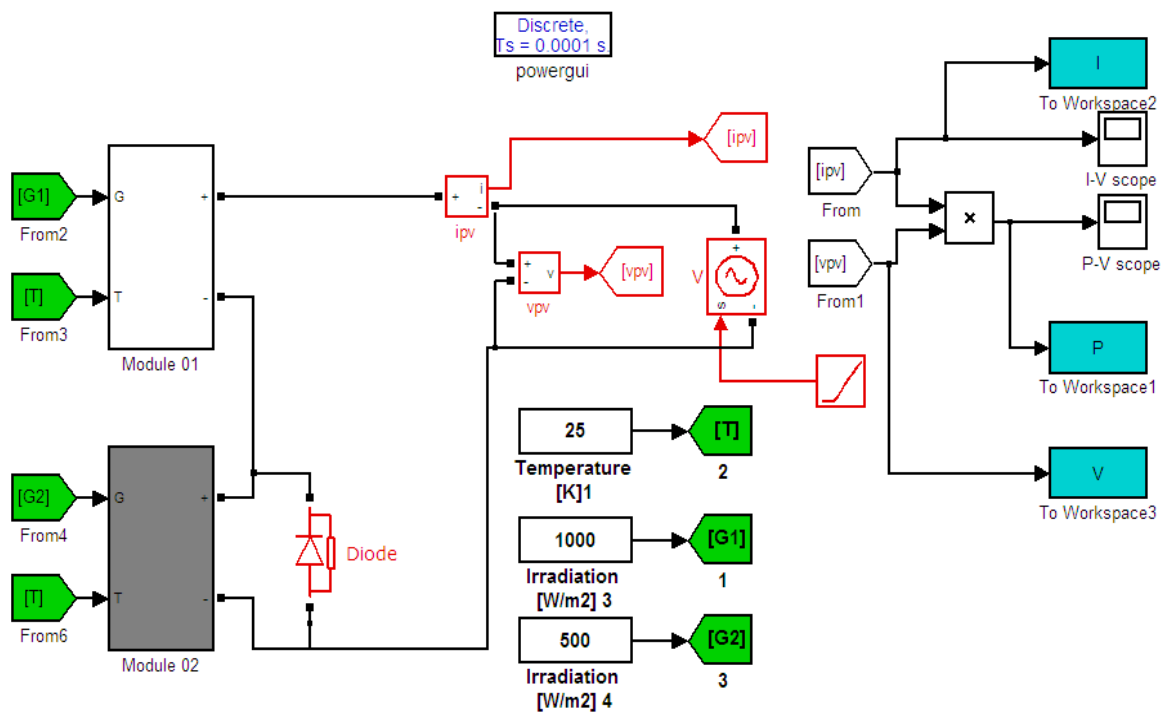 Discrete,
Ts = 0.0001 s.
powergui
I
To Workspace2
[ipv]
I-V scope
[ipv]
From
[G1]
G
+
From2
+
i
-
ipv
×
P-V scope
[vpv]
From1
+
-
v
vpv
[vpv]
V
+
s
-
[T]
T
-
From3
Module 01
P
To Workspace1
25
[T]
Temperature
[K]1
2
V
To Workspace3
[G2]
G
+
From4
1000
[G1]
Diode
Irradiation
[W/m2] 3
1
[T]
T
-
From6
Module 02
500
[G2]
Irradiation
[W/m2] 4
3